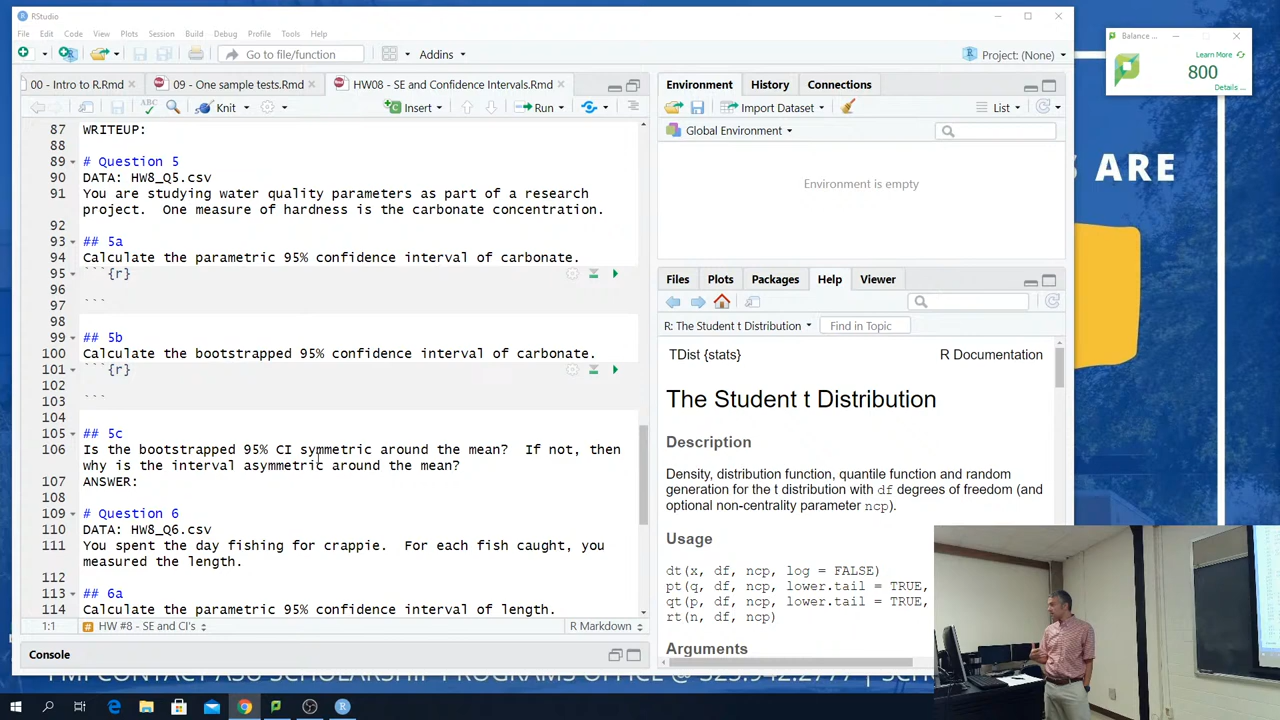 RStudio
File Edit Code View Plots Session Build Debug Profile Tools Help
Go to file/function
Addins
Project: (None)
00 - Intro to R.Rmd
09 - One sample tests.Rmd
HW08 - SE and Confidence Intervals.Rmd
ABC
Knit
Insert
Run
87 WRITEUP:
88
89 # Question 5
90 DATA: HW8_Q5.csv
91 You are studying water quality parameters as part of a research
project.  One measure of hardness is the carbonate concentration.
92
93 ## 5a
94 Calculate the parametric 95% confidence interval of carbonate.
95 ```{r}
96
97 ```
98
99 ## 5b
100 Calculate the bootstrapped 95% confidence interval of carbonate.
101 ```{r}
102
103 ```
104
105 ## 5c
106 Is the bootstrapped 95% CI symmetric around the mean?  If not, then
why is the interval asymmetric around the mean?
107 ANSWER:
108
109 # Question 6
110 DATA: HW8_Q6.csv
111 You spent the day fishing for crappie.  For each fish caught, you
measured the length.
112
113 ## 6a
114 Calculate the parametric 95% confidence interval of length.
1:1 HW #8 - SE and CI's R Markdown
Console
Environment History Connections
Import Dataset List
Global Environment
Environment is empty
Files Plots Packages Help Viewer
R: The Student t Distribution Find in Topic
TDist {stats} R Documentation
The Student t Distribution
Description
Density, distribution function, quantile function and random
generation for the t distribution with df degrees of freedom (and
optional non-centrality parameter ncp).
Usage
dt(x, df, ncp, log = FALSE)
pt(q, df, ncp, lower.tail = TRUE,
qt(p, df, ncp, lower.tail = TRUE,
rt(n, df, ncp)
Arguments
Balance ...
Learn More
800
Details ...
ARE